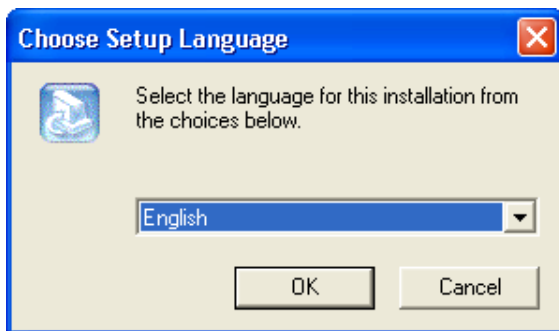 Choose Setup Language
Select the language for this installation from
the choices below.
English
OK
Cancel